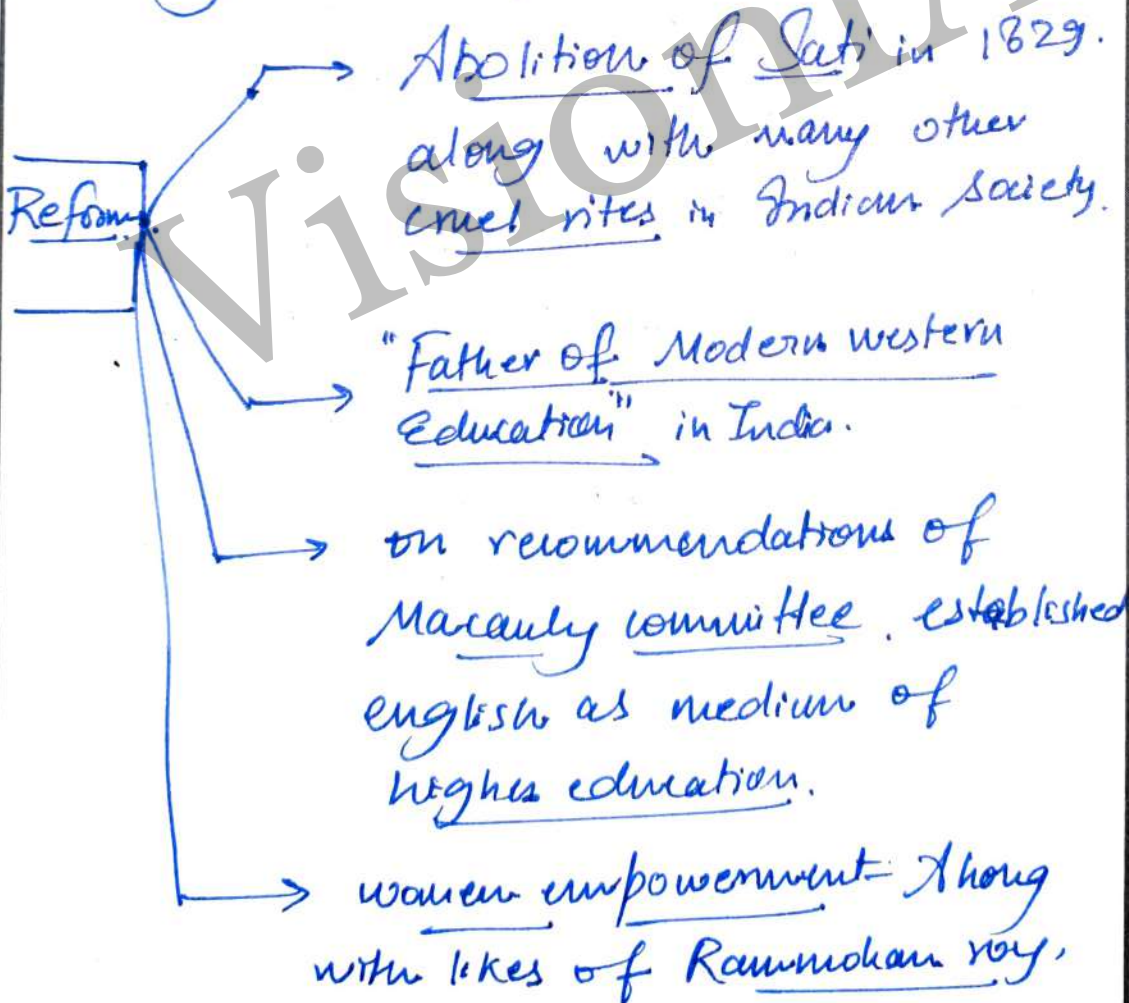 Abolition of Sati in 1829.
along with many other
cruel rites in Indian Society.
Reform
"Father of Modern western
Education" in India.
on recommendations of
Macauly committee. established
english as medium of
higher education.
women empowerment - Along
with likes of Rammohan roy,
Vision